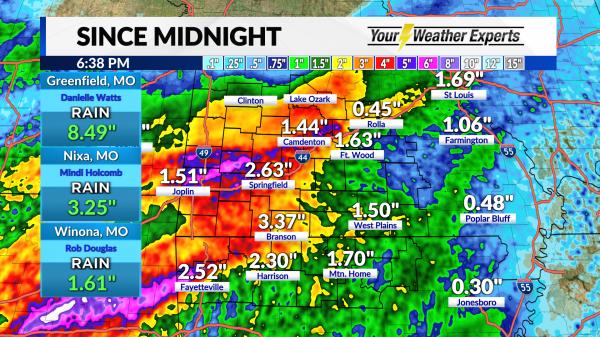 SINCE MIDNIGHT
Your Weather Experts
6:38 PM
.1" .25" .5" .75" 1" 1.5" 2" 3" 4" 5" 6" 8" 10" 12" 15"
Greenfield, MO
Danielle Watts
RAIN
8.49"
Nixa, MO
Mindi Holcomb
RAIN
3.25"
Winona, MO
Rob Douglas
RAIN
1.61"
Clinton
Lake Ozark
1.69"
St Louis
0.45"
Rolla
1.44"
Camdenton
1.63"
Ft. Wood
1.06"
Farmington
49
44
55
1.51"
Joplin
2.63"
Springfield
3.37"
Branson
1.50"
West Plains
0.48"
Poplar Bluff
2.52"
Fayetteville
2.30"
Harrison
1.70"
Mtn. Home
0.30"
Jonesboro
55